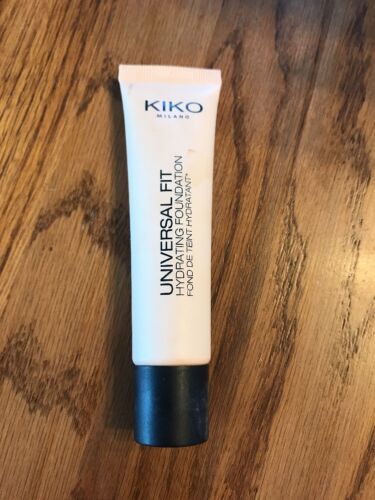 KIKO
MILANO
UNIVERSAL FIT
HYDRATING FOUNDATION
FOND DE TEINT HYDRATANT*